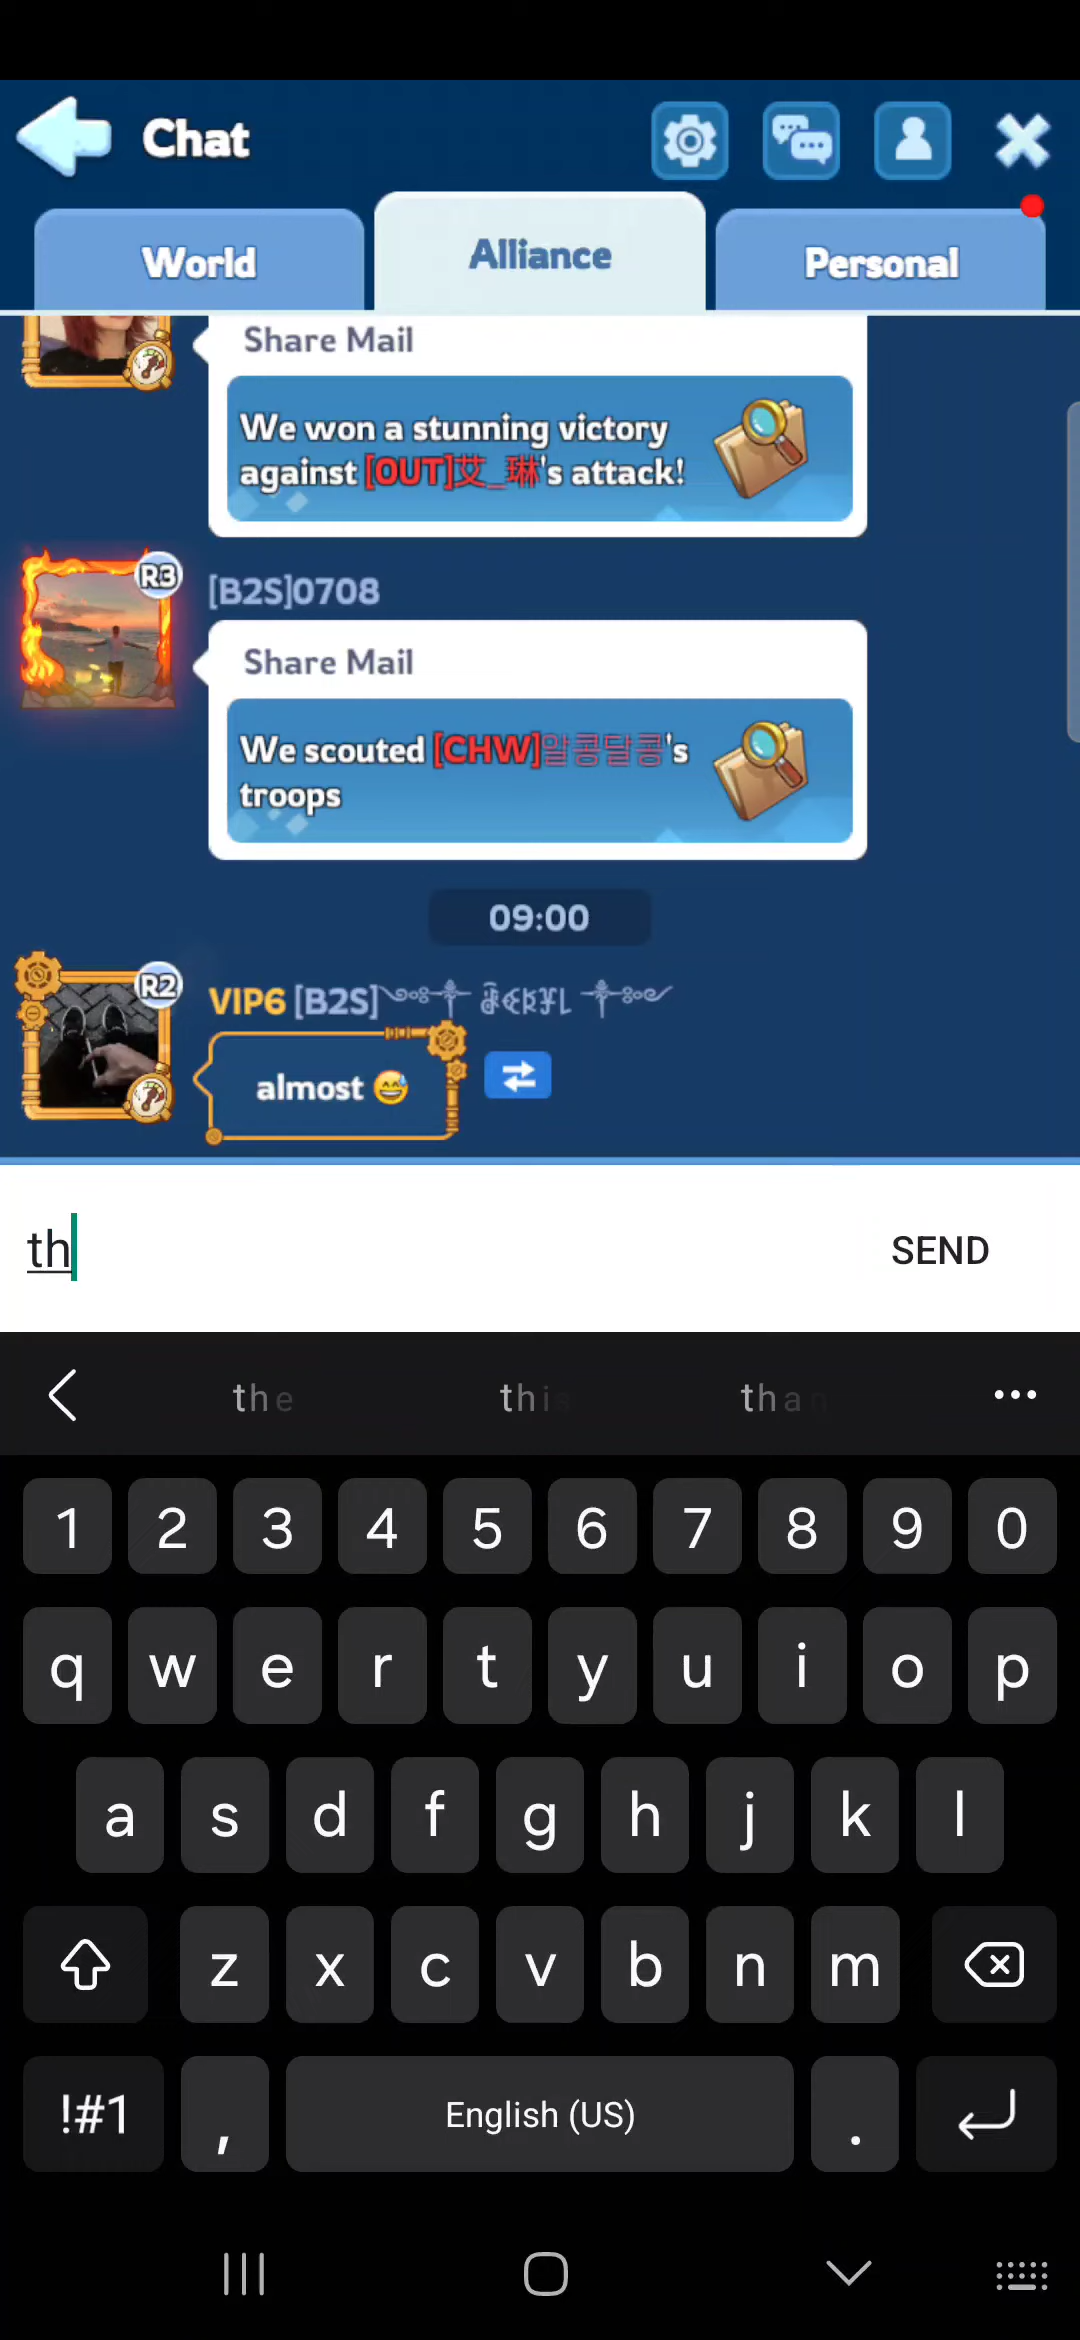 Chat
World
Alliance
Personal
Share Mail
We won a stunning victory
against [OUT]艾_琳's attack!
R3
[B2S]0708
Share Mail
We scouted [CHW]알콩달콩's
troops
09:00
R2
VIP6 [B2S]
almost 😅
th
SEND
the
this
than
1 2 3 4 5 6 7 8 9 0
q w e r t y u i o p
a s d f g h j k l
z x c v b n m
!#1 , English (US) .